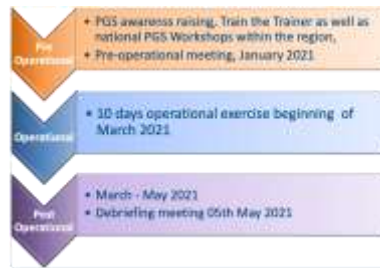 Pre
Operational
• PGS awarenss raising, Train the Trainer as well as
national PGS Workshops within the region,
• Pre-operational meeting, January 2021
Operational
• 10 days operational exercise beginning of
March 2021
Post
Operational
• March - May 2021
• Debriefing meeting 05th May 2021